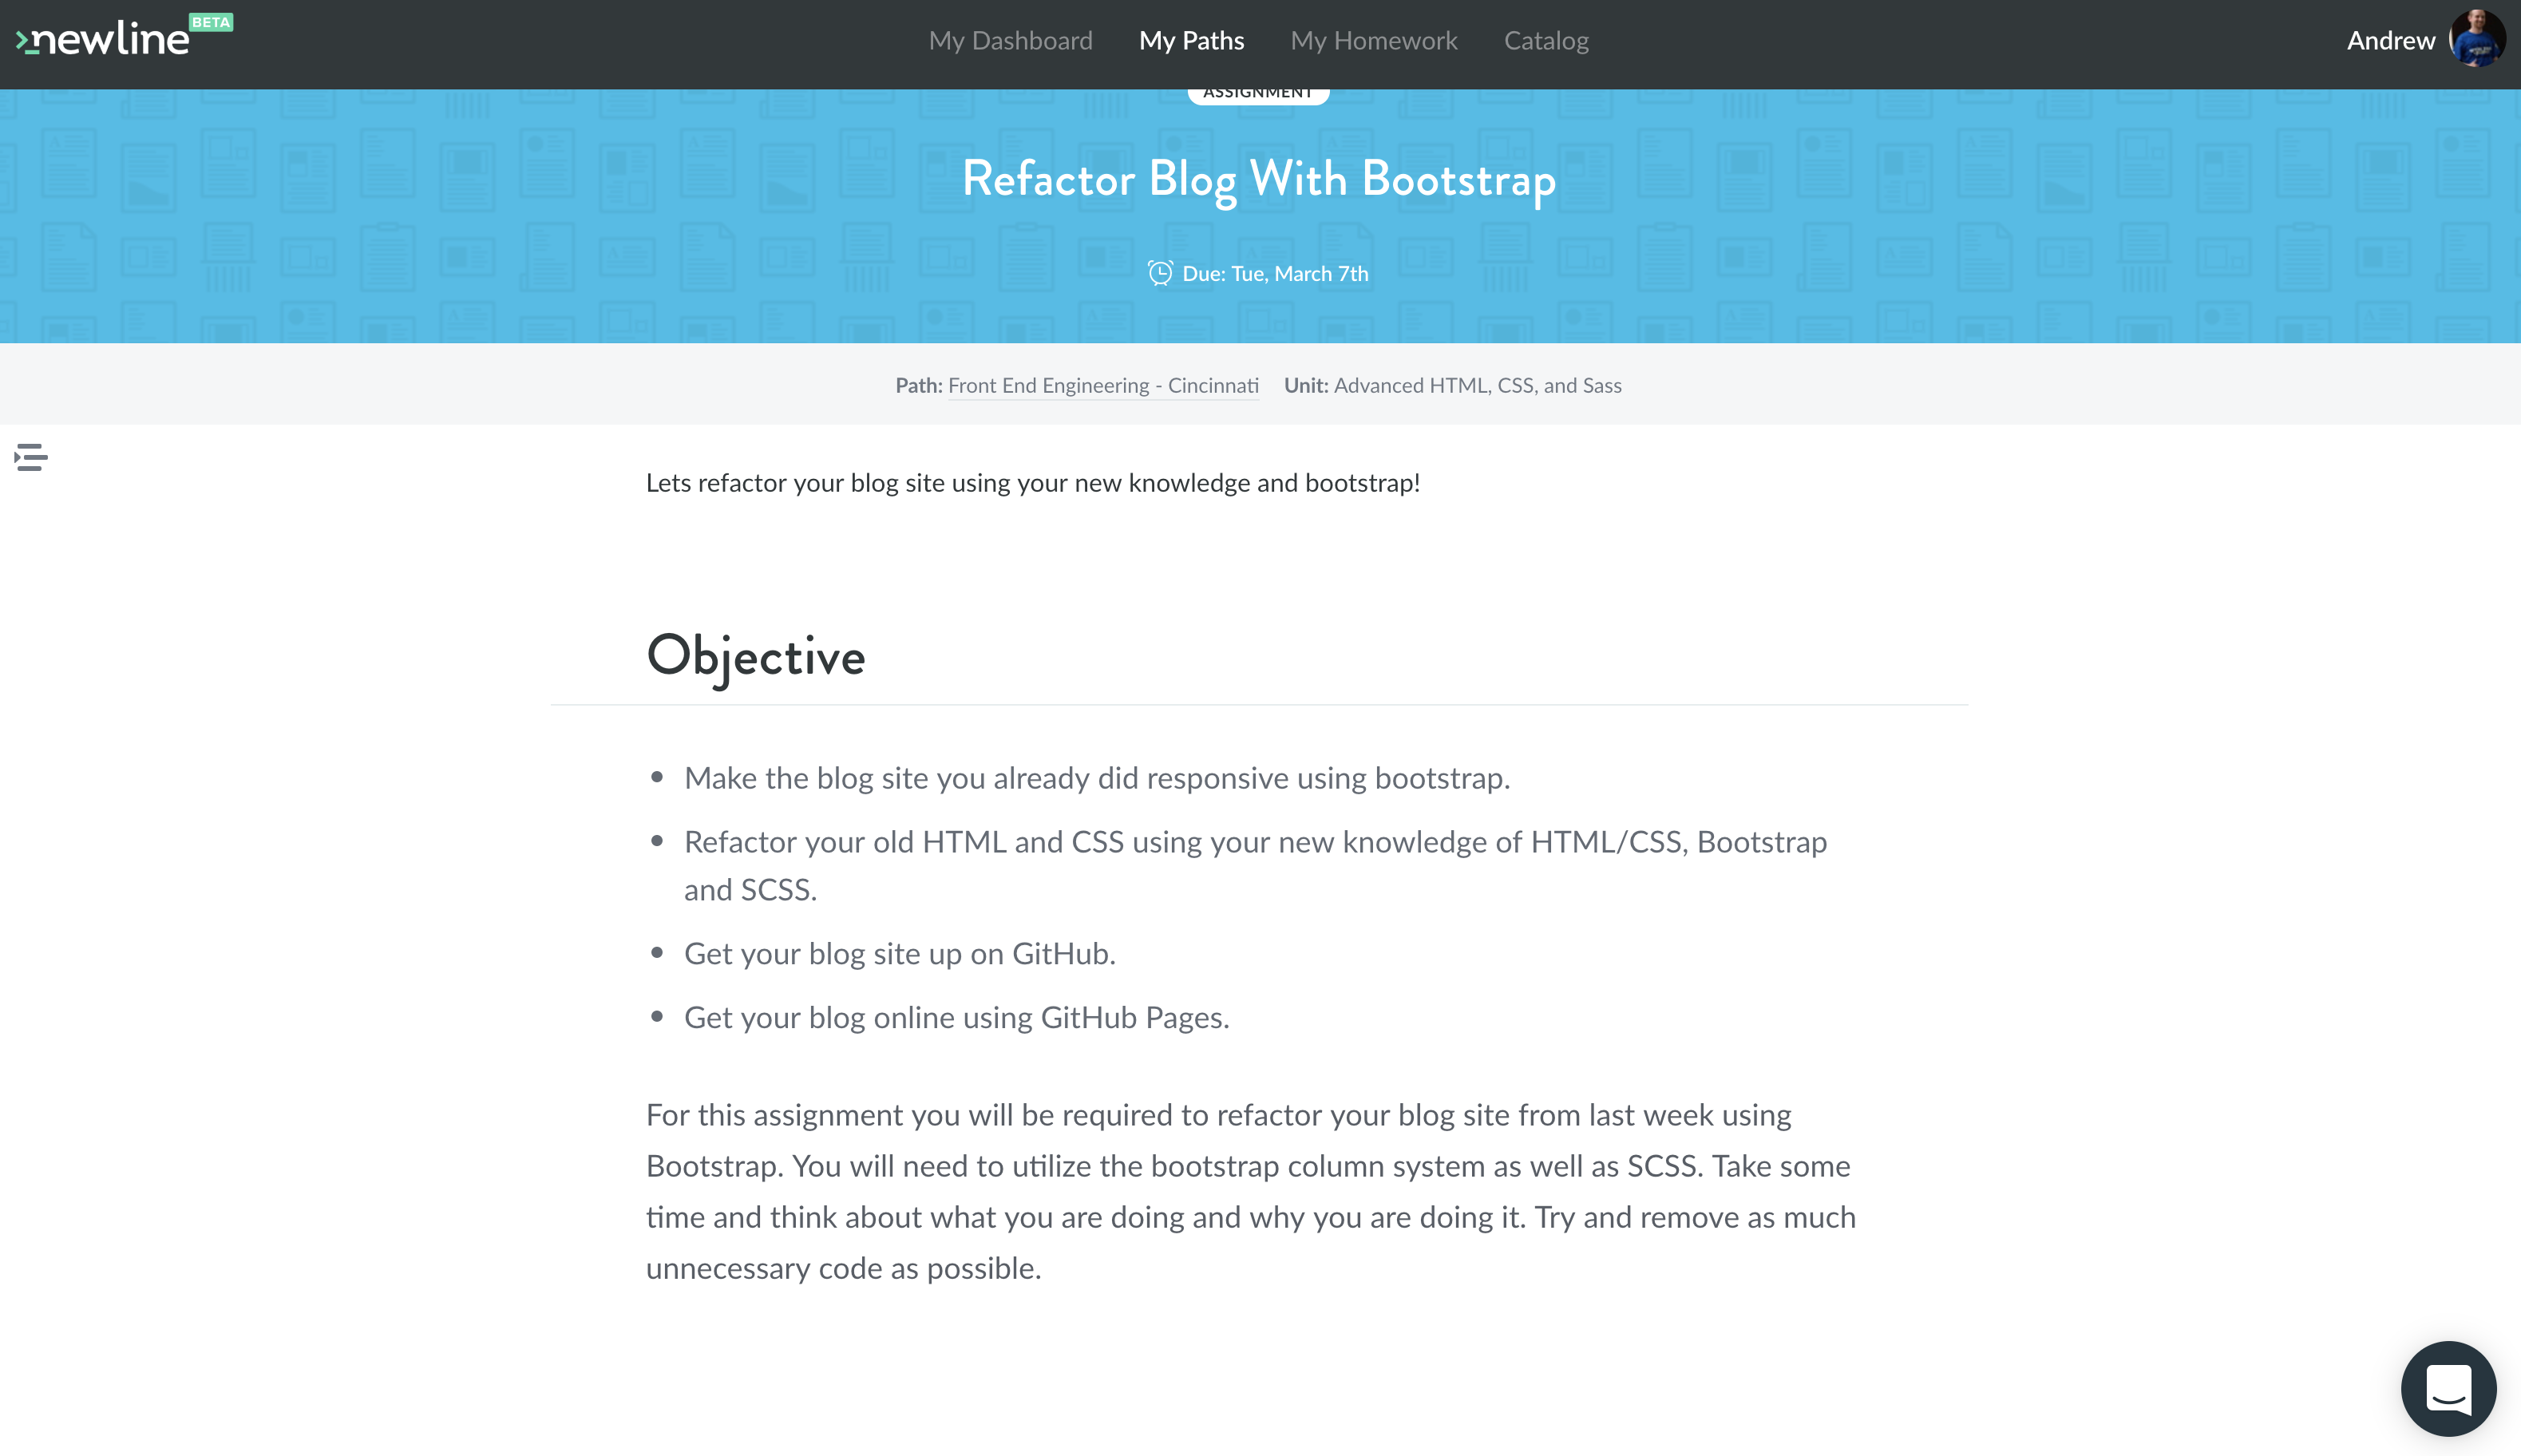 newline BETA
My Dashboard My Paths My Homework Catalog
Andrew
ASSIGNMENT
Refactor Blog With Bootstrap
Due: Tue, March 7th
Path: Front End Engineering - Cincinnati Unit: Advanced HTML, CSS, and Sass
Lets refactor your blog site using your new knowledge and bootstrap!
Objective
• Make the blog site you already did responsive using bootstrap.
• Refactor your old HTML and CSS using your new knowledge of HTML/CSS, Bootstrap
and SCSS.
• Get your blog site up on GitHub.
• Get your blog online using GitHub Pages.
For this assignment you will be required to refactor your blog site from last week using
Bootstrap. You will need to utilize the bootstrap column system as well as SCSS. Take some
time and think about what you are doing and why you are doing it. Try and remove as much
unnecessary code as possible.